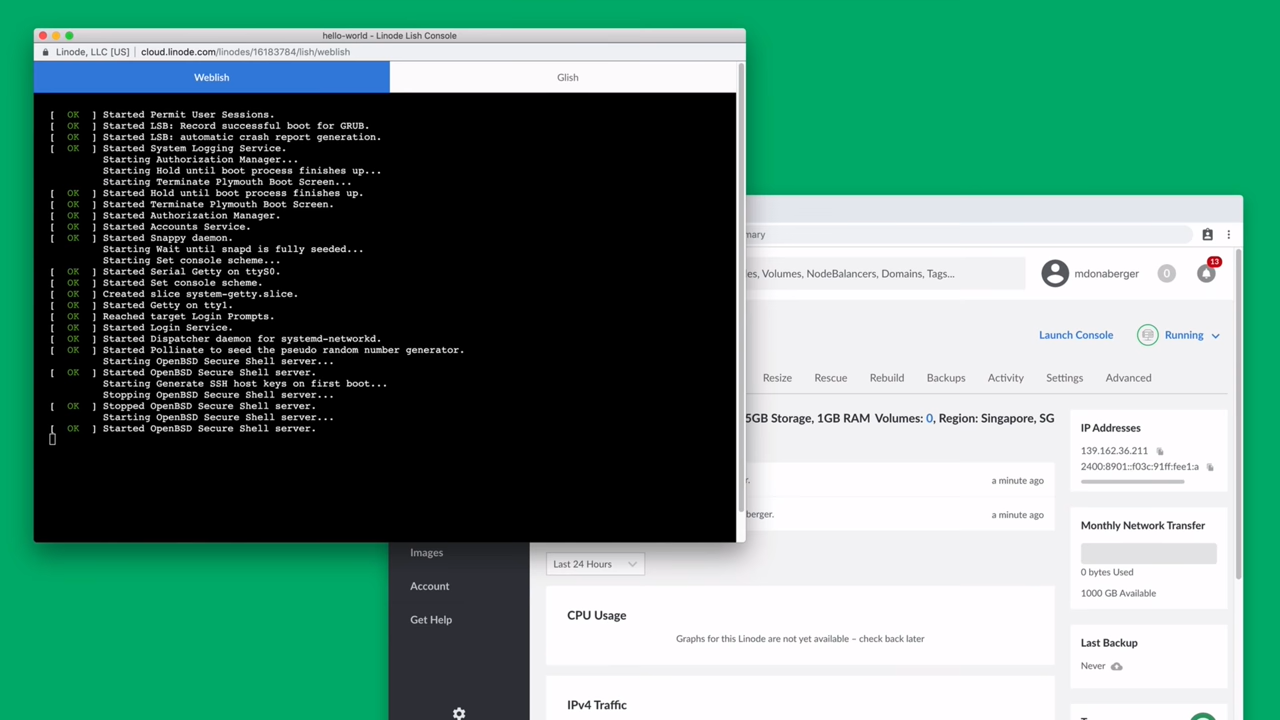 hello-world - Linode Lish Console
Linode, LLC [US] | cloud.linode.com/linodes/16183784/lish/weblish
Weblish Glish
[ OK ] Started Permit User Sessions.
[ OK ] Started LSB: Record successful boot for GRUB.
[ OK ] Started LSB: automatic crash report generation.
[ OK ] Started System Logging Service.
Starting Authorization Manager...
Starting Hold until boot process finishes up...
Starting Terminate Plymouth Boot Screen...
[ OK ] Started Hold until boot process finishes up.
[ OK ] Started Terminate Plymouth Boot Screen.
[ OK ] Started Authorization Manager.
[ OK ] Started Accounts Service.
[ OK ] Started Snappy daemon.
Starting Wait until snapd is fully seeded...
Starting Set console scheme...
[ OK ] Started Serial Getty on ttyS0.
[ OK ] Started Set console scheme.
[ OK ] Created slice system-getty.slice.
[ OK ] Started Getty on tty1.
[ OK ] Reached target Login Prompts.
[ OK ] Started Login Service.
[ OK ] Started Dispatcher daemon for systemd-networkd.
[ OK ] Started Pollinate to seed the pseudo random number generator.
Starting OpenBSD Secure Shell server...
[ OK ] Started OpenBSD Secure Shell server.
Starting Generate SSH host keys on first boot...
Stopping OpenBSD Secure Shell server...
[ OK ] Stopped OpenBSD Secure Shell server.
Starting OpenBSD Secure Shell server...
[ OK ] Started OpenBSD Secure Shell server.
mary
es, Volumes, NodeBalancers, Domains, Tags...
mdonaberger 0 13
Launch Console Running
Resize Rescue Rebuild Backups Activity Settings Advanced
5GB Storage, 1GB RAM Volumes: 0, Region: Singapore, SG
r. a minute ago
berger. a minute ago
IP Addresses
139.162.36.211
2400:8901::f03c:91ff:fee1:a
Monthly Network Transfer
0 bytes Used
1000 GB Available
Last Backup
Never
Images
Account
Get Help
Last 24 Hours
CPU Usage
Graphs for this Linode are not yet available – check back later
IPv4 Traffic